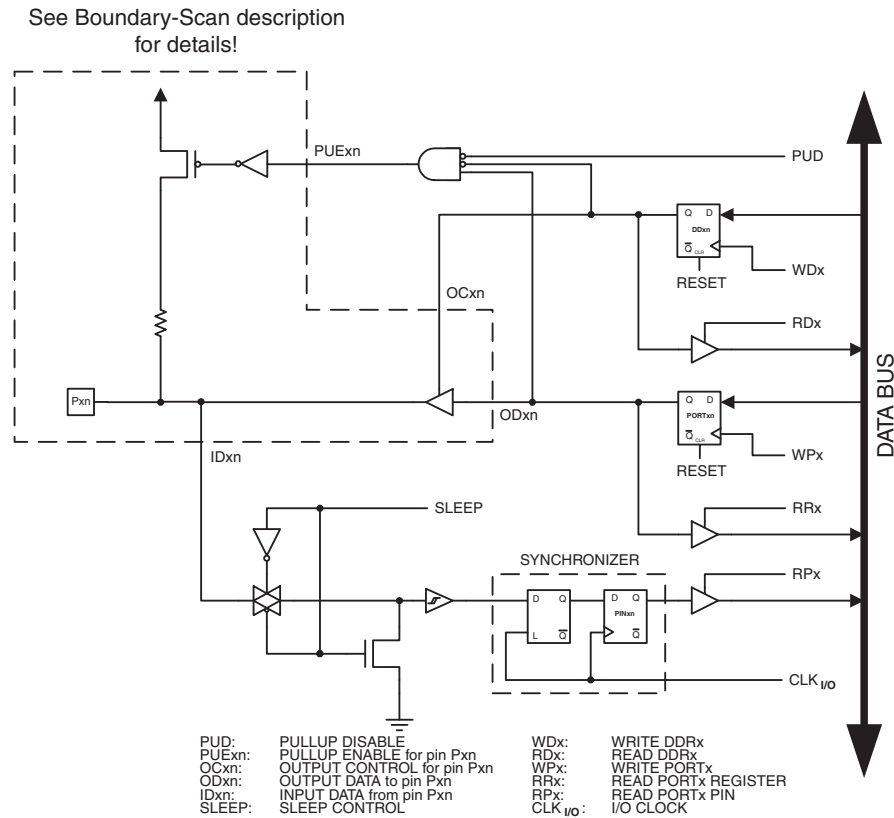 See Boundary-Scan description
for details!
PUExn
PUD
Q D
DDxn
Q CLR
WDx
RESET
OCxn
RDx
Pxn
ODxn
Q D
PORTxn
Q CLR
WPx
RESET
IDxn
DATA BUS
SLEEP
RRx
SYNCHRONIZER
RPx
D Q
L Q
D Q
PINxn
Q
CLK I/O
PUD: PULLUP DISABLE
PUExn: PULLUP ENABLE for pin Pxn
OCxn: OUTPUT CONTROL for pin Pxn
ODxn: OUTPUT DATA to pin Pxn
IDxn: INPUT DATA from pin Pxn
SLEEP: SLEEP CONTROL
WDx: WRITE DDRx
RDx: READ DDRx
WPx: WRITE PORTx
RRx: READ PORTx REGISTER
RPx: READ PORTx PIN
CLK I/O: I/O CLOCK